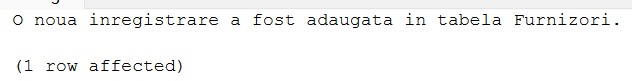 O noua inregistrare a fost adaugata in tabela Furnizori.
(1 row affected)